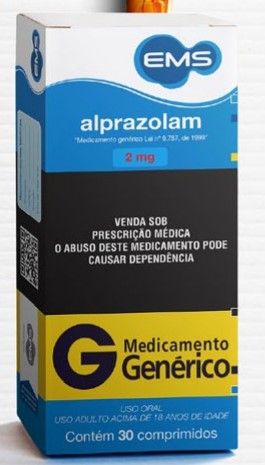 EMS
alprazolam
"Medicamento genérico Lei nº 9.787, de 1999"
2 mg
VENDA SOB
PRESCRIÇÃO MÉDICA
O ABUSO DESTE MEDICAMENTO PODE
CAUSAR DEPENDÊNCIA
G Medicamento
Genérico
USO ORAL
USO ADULTO ACIMA DE 18 ANOS DE IDADE
Contém 30 comprimidos
EMS